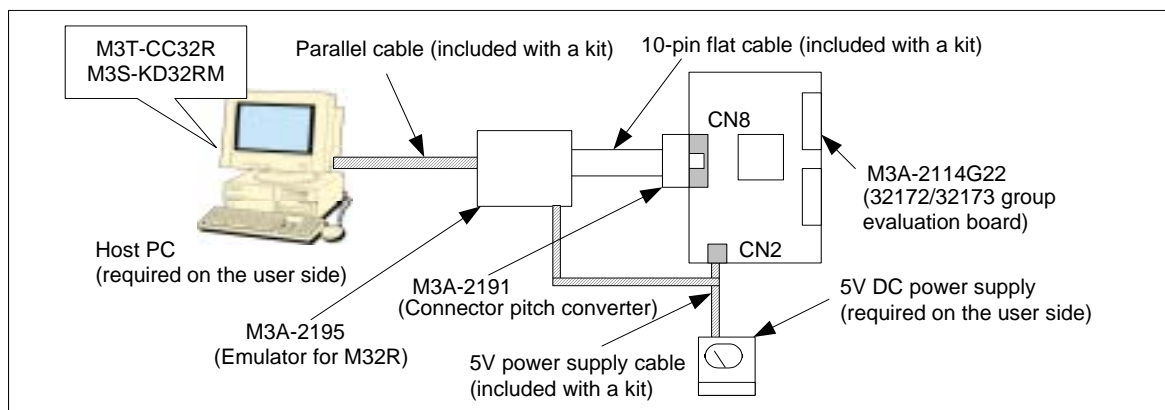 M3T-CC32R
M3S-KD32RM
Parallel cable (included with a kit)
10-pin flat cable (included with a kit)
CN8
M3A-2114G22
(32172/32173 group
evaluation board)
Host PC
(required on the user side)
CN2
M3A-2191
(Connector pitch converter)
5V DC power supply
(required on the user side)
M3A-2195
(Emulator for M32R)
5V power supply cable
(included with a kit)